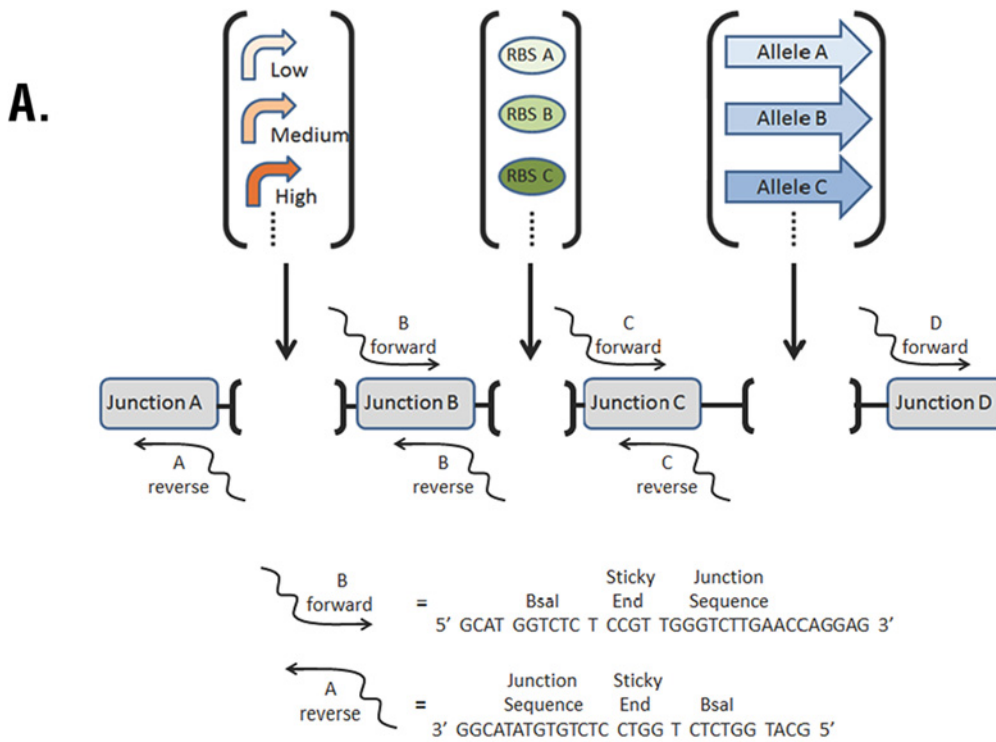 A.
Low
Medium
High
RBS A
RBS B
RBS C
Allele A
Allele B
Allele C
B
forward
C
forward
D
forward
Junction A
Junction B
Junction C
Junction D
A
reverse
B
reverse
C
reverse
B
forward
=
BsaI
Sticky
End
Junction
Sequence
5′ GCAT GGTCTC T CCGT TGGGTCTTGAACCAGGAG 3′
A
reverse
=
Junction
Sequence
Sticky
End
BsaI
3′ GGCATATGTGTCTC CTGG T CTCTGG TACG 5′